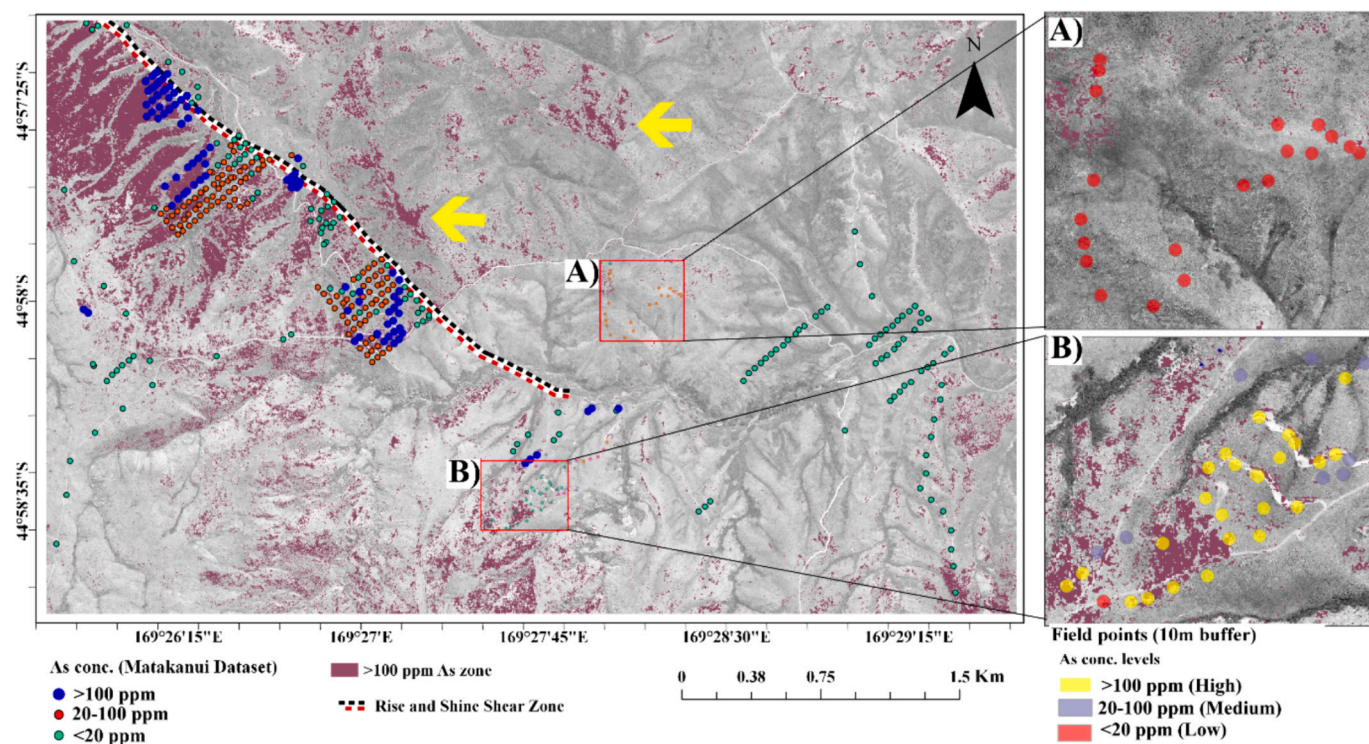 A)
N
44°57'25"S
44°58'S
44°58'35"S
A)
B)
B)
169°26'15"E
169°27'E
169°27'45"E
169°28'30"E
169°29'15"E
Field points (10m buffer)
As conc. (Matakanui Dataset)
>100 ppm
20-100 ppm
<20 ppm
>100 ppm As zone
Rise and Shine Shear Zone
0 0.38 0.75 1.5 Km
As conc. levels
>100 ppm (High)
20-100 ppm (Medium)
<20 ppm (Low)